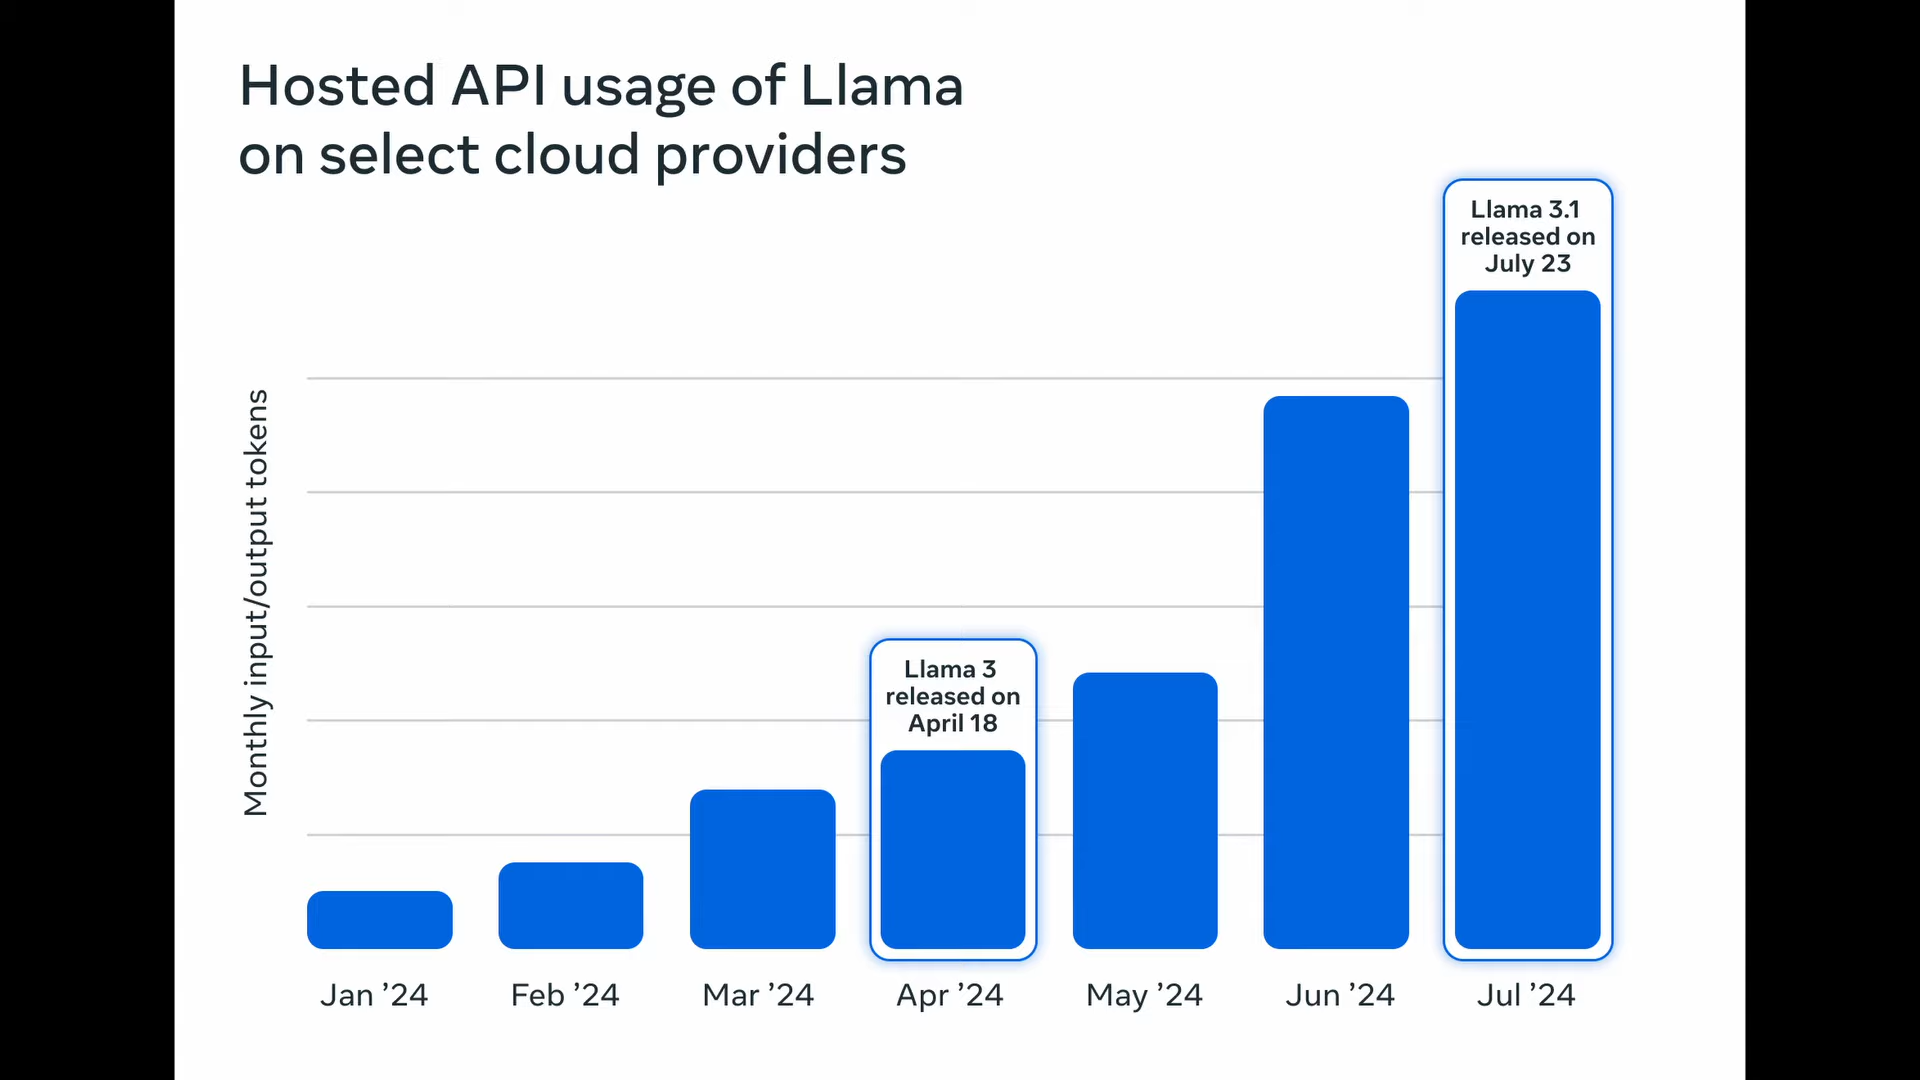 Hosted API usage of Llama
on select cloud providers
Llama 3.1
released on
July 23
Monthly input/output tokens
Llama 3
released on
April 18
Jan ’24
Feb ’24
Mar ’24
Apr ’24
May ’24
Jun ’24
Jul ’24